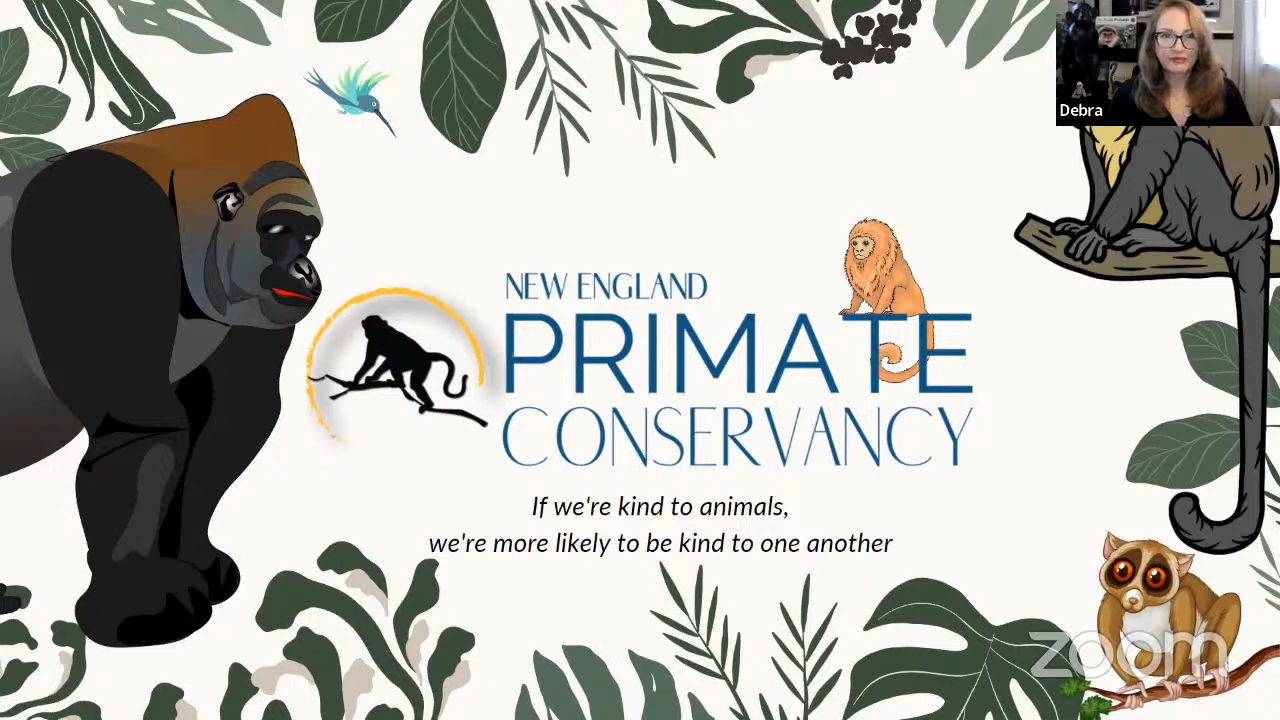 Debra
NEW ENGLAND
PRIMATE
CONSERVANCY
If we're kind to animals,
we're more likely to be kind to one another
zoom